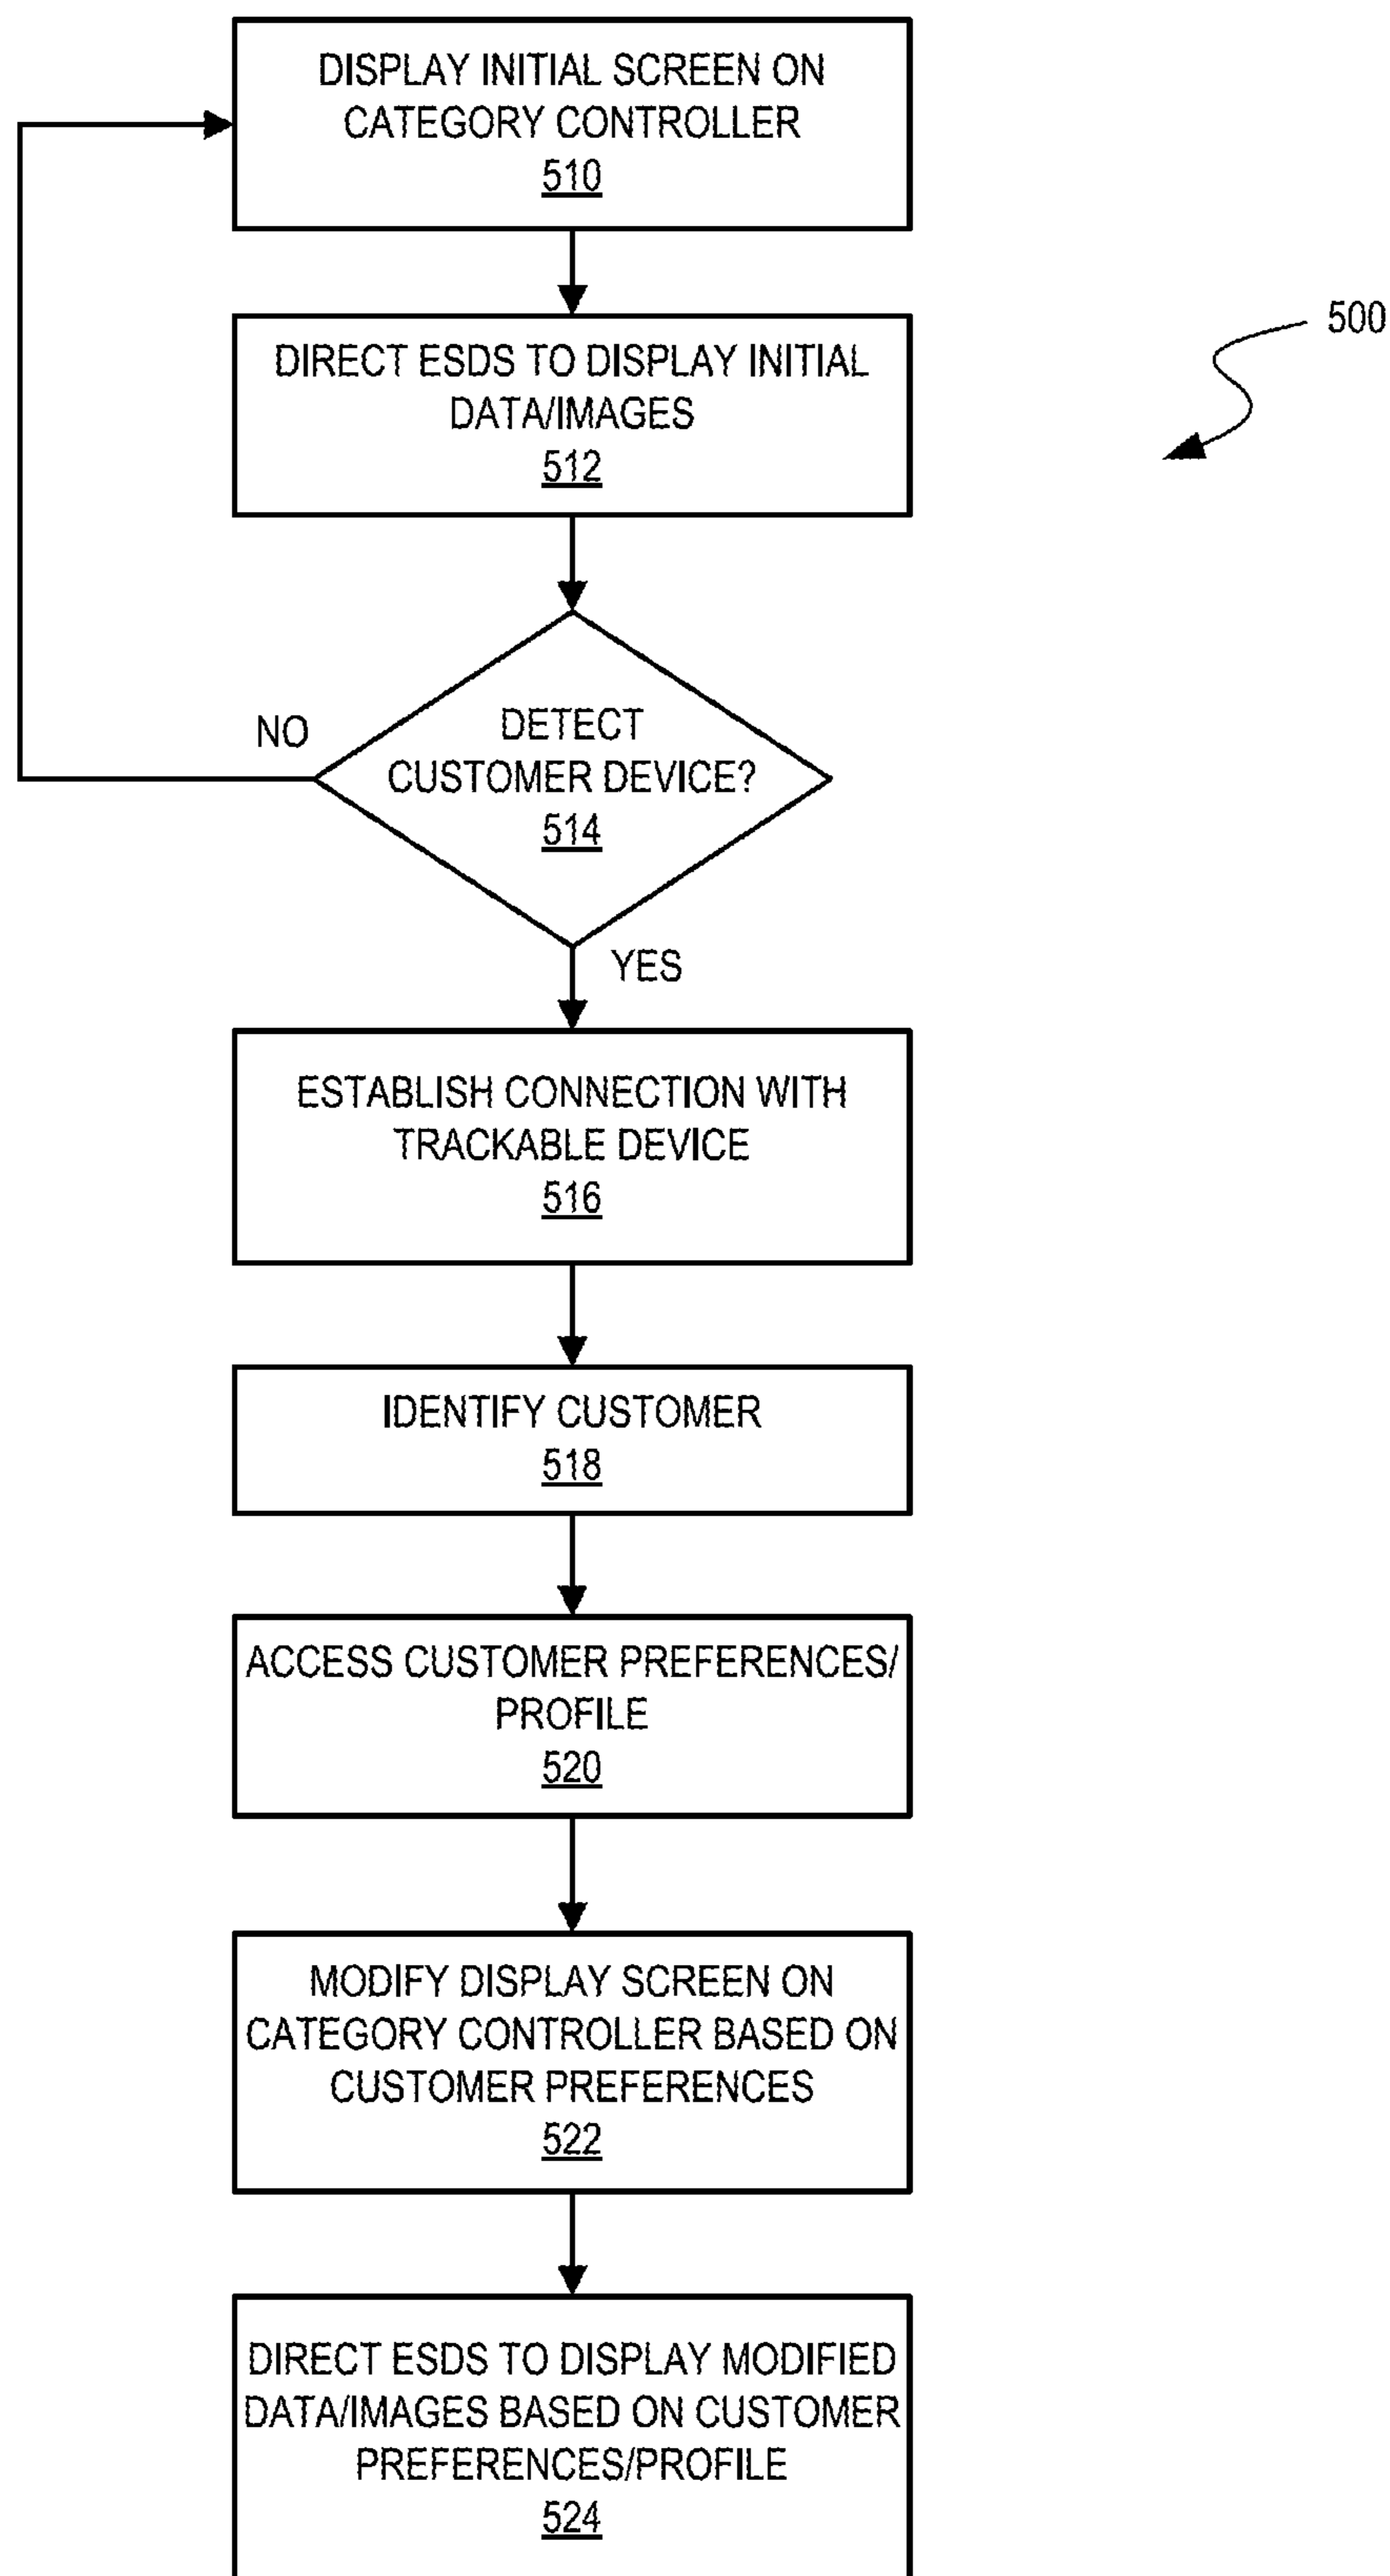 DISPLAY INITIAL SCREEN ON
CATEGORY CONTROLLER
510
500
DIRECT ESDS TO DISPLAY INITIAL
DATA/IMAGES
512
NO
DETECT
CUSTOMER DEVICE?
514
YES
ESTABLISH CONNECTION WITH
TRACKABLE DEVICE
516
IDENTIFY CUSTOMER
518
ACCESS CUSTOMER PREFERENCES/
PROFILE
520
MODIFY DISPLAY SCREEN ON
CATEGORY CONTROLLER BASED ON
CUSTOMER PREFERENCES
522
DIRECT ESDS TO DISPLAY MODIFIED
DATA/IMAGES BASED ON CUSTOMER
PREFERENCES/PROFILE
524